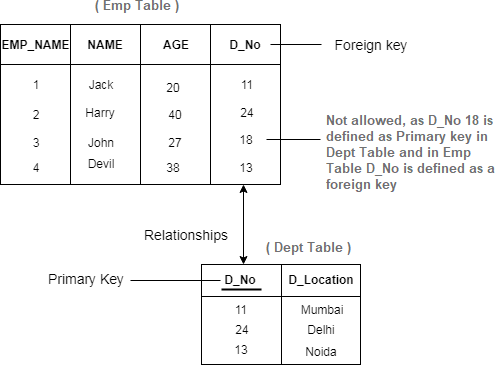 ( Emp Table )
EMP_NAME NAME AGE D_No Foreign key
1 Jack 20 11
2 Harry 40 24
3 John 27 18
4 Devil 38 13
Not allowed, as D_No 18 is
defined as Primary key in
Dept Table and in Emp
Table D_No is defined as a
foreign key
Relationships
( Dept Table )
Primary Key D_No D_Location
11 Mumbai
24 Delhi
13 Noida